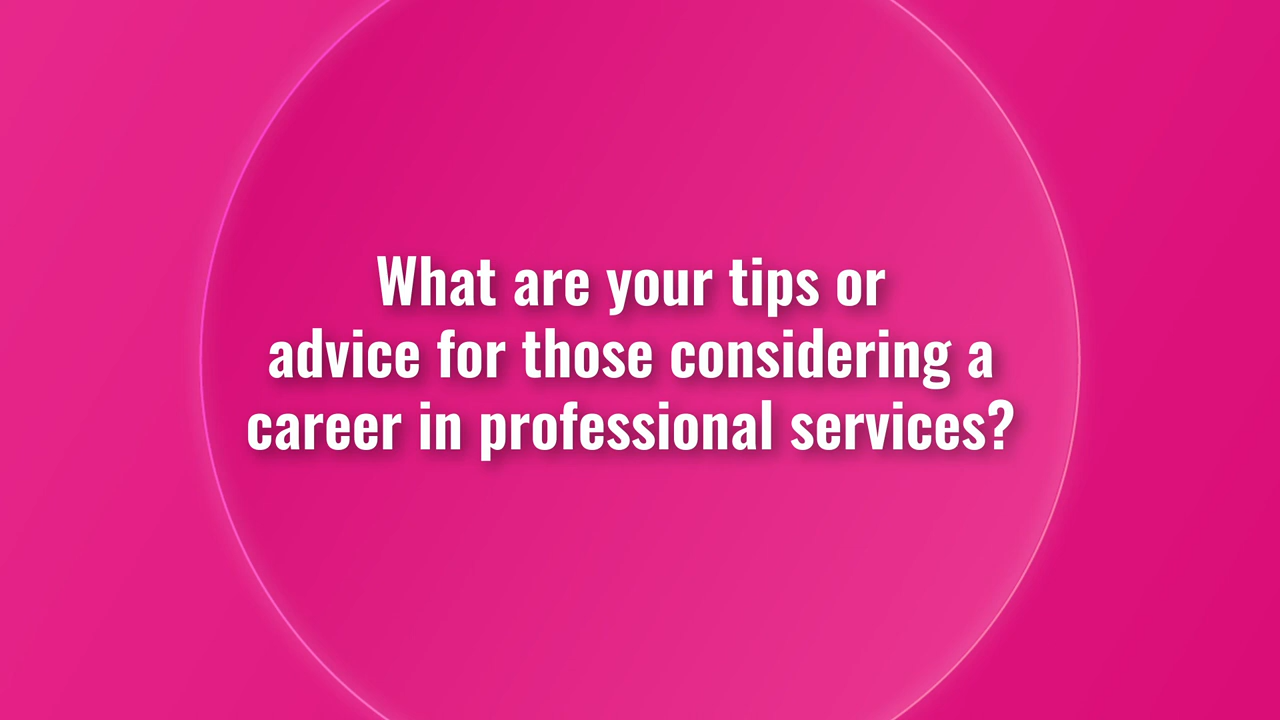 What are your tips or
advice for those considering a
career in professional services?